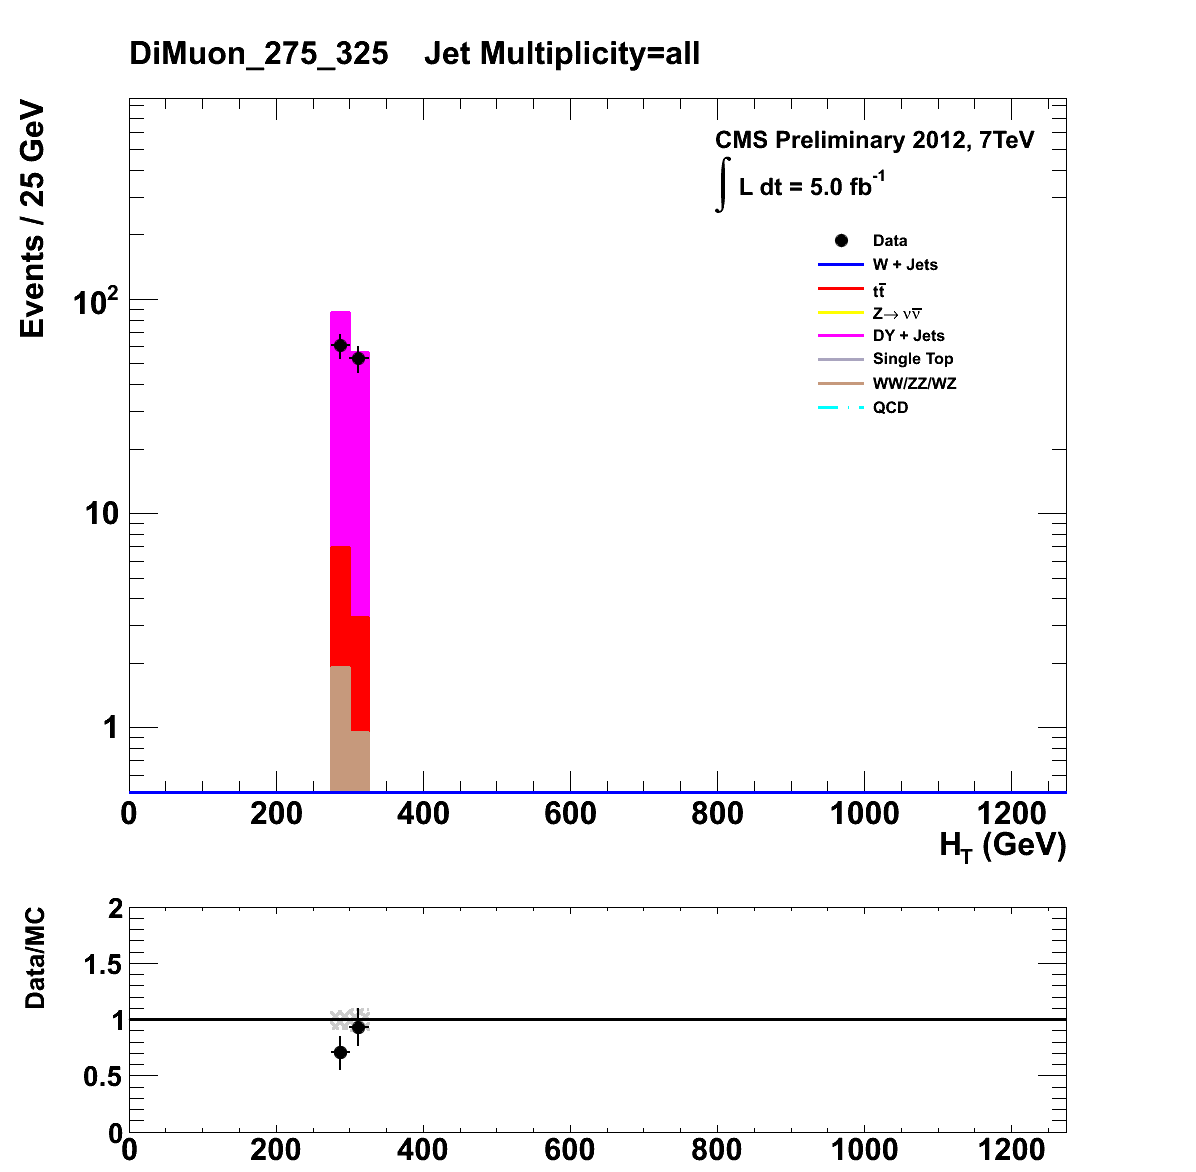 DiMuon_275_325 Jet Multiplicity=all
Events / 25 GeV
CMS Preliminary 2012, 7TeV
∫ L dt = 5.0 fb⁻¹
Data
W + Jets
tt̅
Z→ νν̅
DY + Jets
Single Top
WW/ZZ/WZ
QCD
10²
10
1
0 200 400 600 800 1000 1200
H_T (GeV)
Data/MC
2
1.5
1
0.5
0
0 200 400 600 800 1000 1200